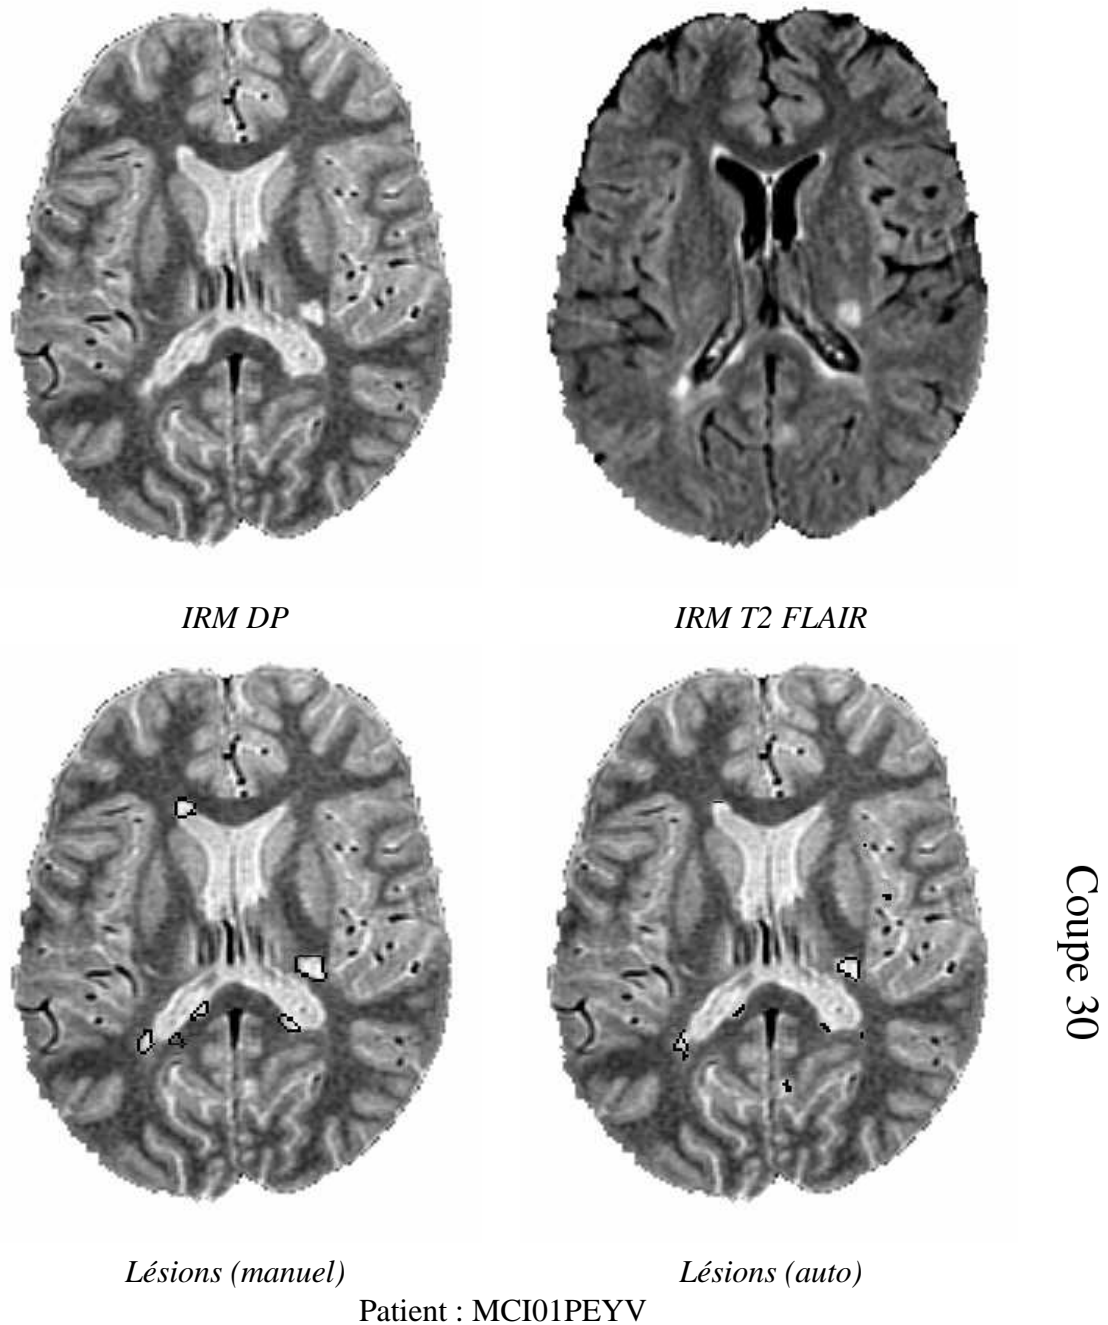 IRM DP
IRM T2 FLAIR
Lésions (manuel)
Lésions (auto)
Patient : MCI01PEYV
Coupe 30